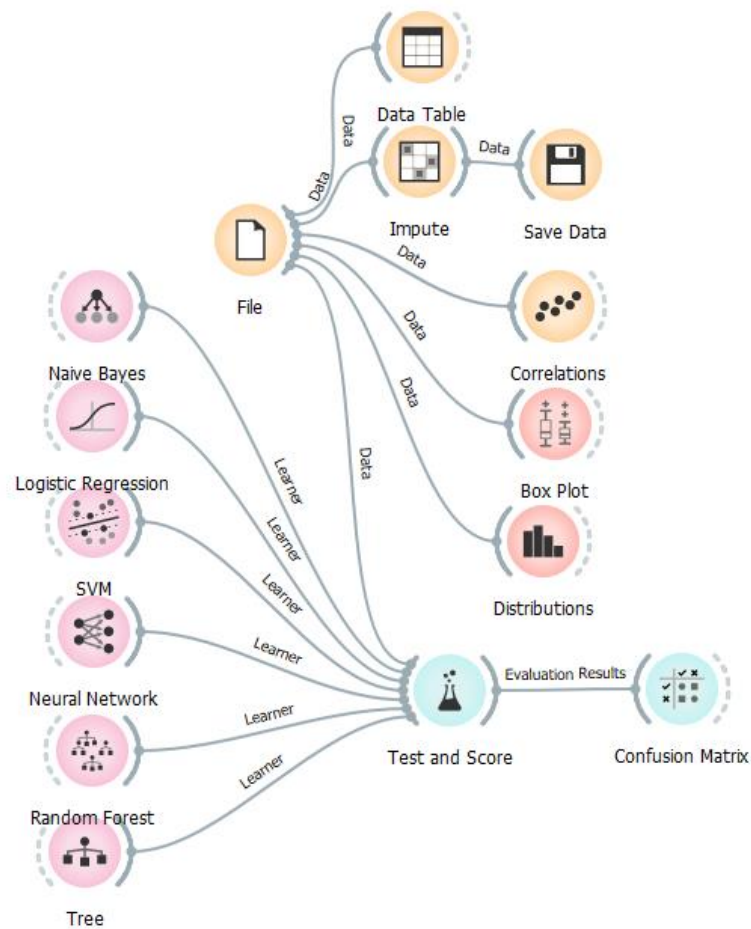 Data Table
Data
Data
Data
Impute
Save Data
File
Data
Data
Data
Data
Correlations
Box Plot
Distributions
Naive Bayes
Logistic Regression
SVM
Neural Network
Random Forest
Tree
Learner
Learner
Learner
Learner
Learner
Learner
Test and Score
Evaluation Results
Confusion Matrix